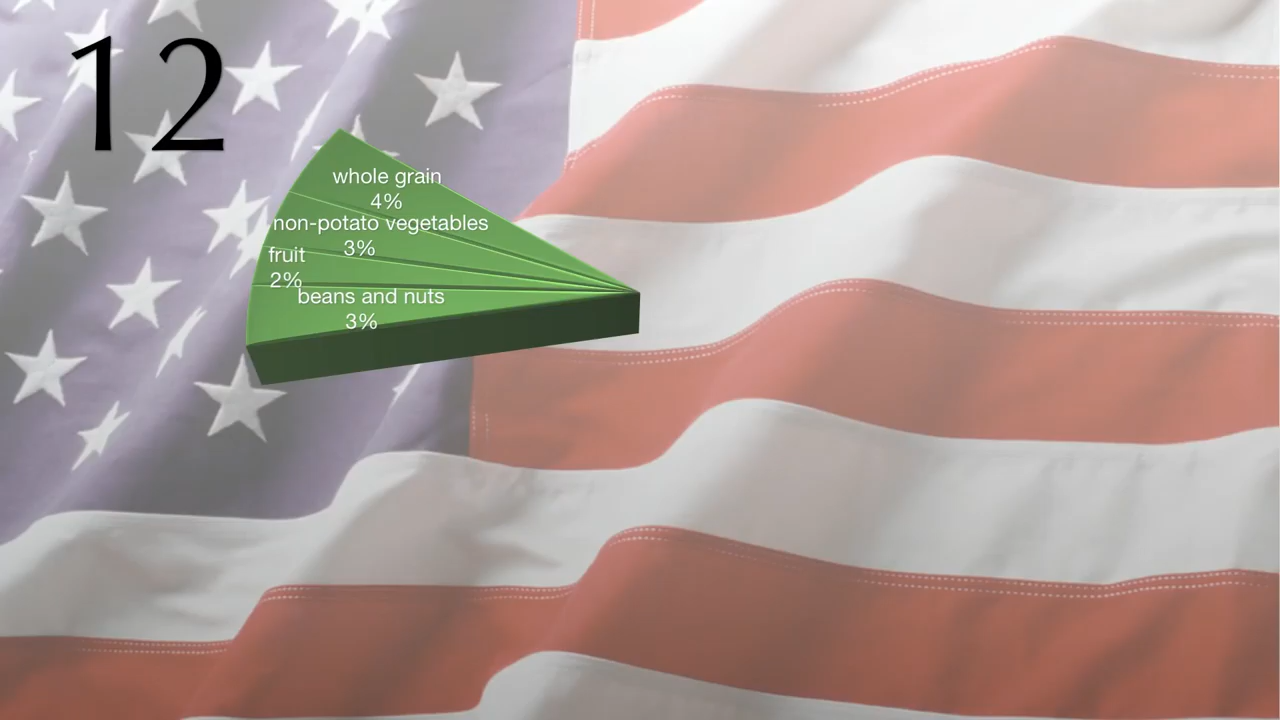 12
whole grain
4%
non-potato vegetables
3%
fruit
2%
beans and nuts
3%